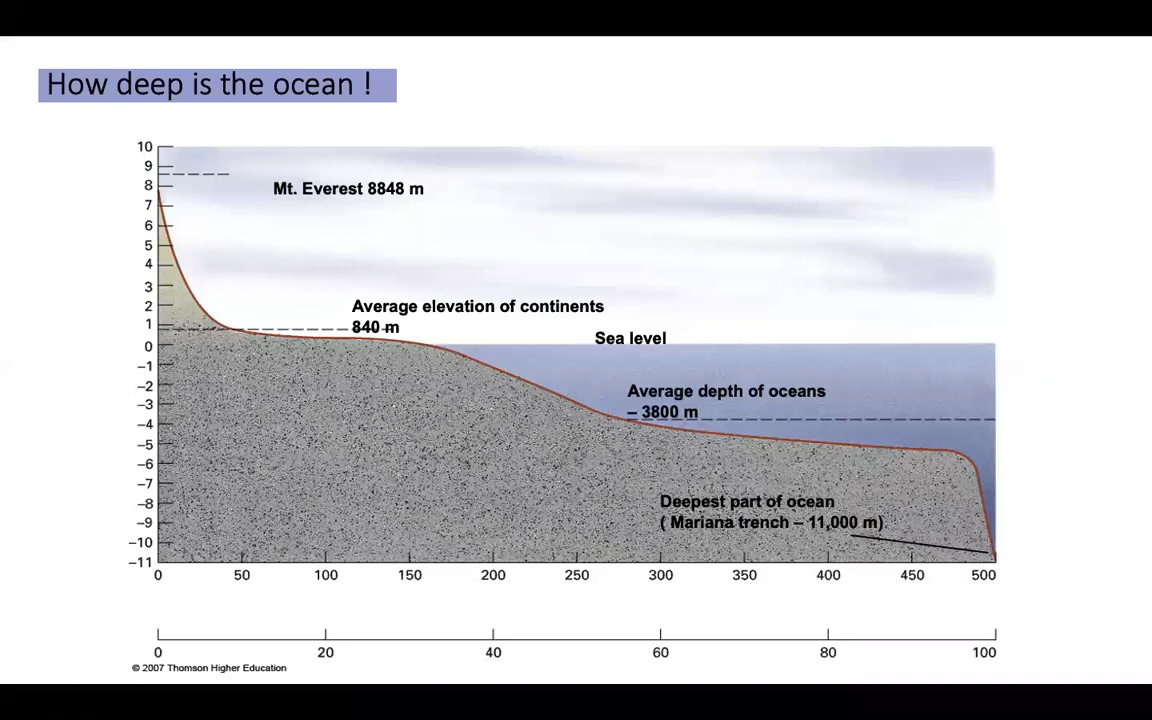 How deep is the ocean !
10
9
8
7
6
5
4
3
2
1
0
–1
–2
–3
–4
–5
–6
–7
–8
–9
–10
–11
Mt. Everest 8848 m
Average elevation of continents
840 m
Sea level
Average depth of oceans
– 3800 m
Deepest part of ocean
( Mariana trench – 11,000 m)
0 50 100 150 200 250 300 350 400 450 500
0 20 40 60 80 100
© 2007 Thomson Higher Education